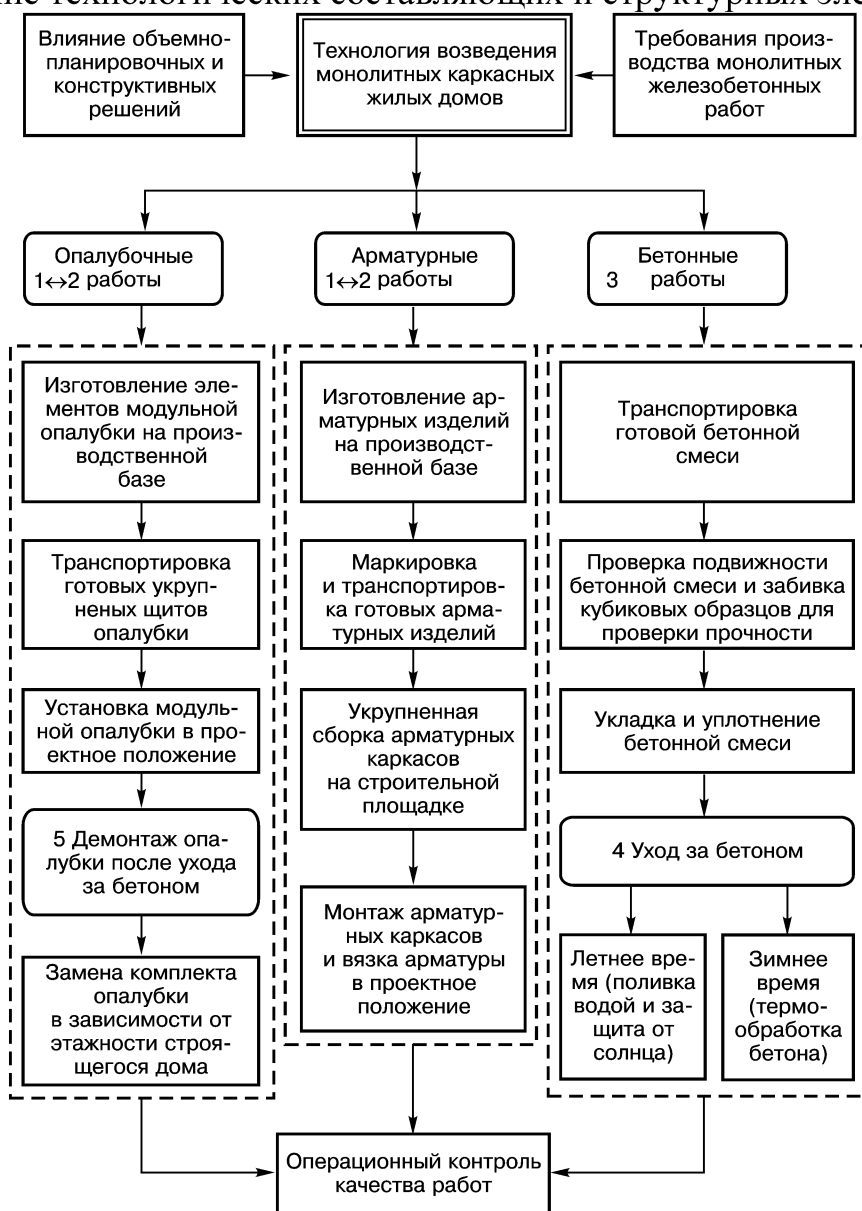 ние технологических составляющих и структурных эле
Влияние объемно-
планировочных и
конструктивных
решений
Технология возведения
монолитных каркасных
жилых домов
Требования произ-
водства монолитных
железобетонных
работ
Опалубочные
1↔2 работы
Арматурные
1↔2 работы
Бетонные
3 работы
Изготовление эле-
ментов модульной
опалубки на произ-
водственной
базе
Транспортировка
готовых укруп-
неных щитов
опалубки
Установка модуль-
ной опалубки в про-
ектное положение
5 Демонтаж опа-
лубки после ухода
за бетоном
Замена комплекта
опалубки
в зависимости от
этажности строя-
щегося дома
Изготовление ар-
матурных изделий
на производст-
венной базе
Маркировка
и транспортиров-
ка готовых арма-
турных изделий
Укрупненная
сборка арматурных
каркасов
на строительной
площадке
Монтаж арматур-
ных каркасов
и вязка арматуры
в проектное
положение
Транспортировка
готовой бетонной
смеси
Проверка подвижности
бетонной смеси и забивка
кубиковых образцов для
проверки прочности
Укладка и уплотнение
бетонной смеси
4 Уход за бетоном
Летнее вре-
мя (поливка
водой и за-
щита от
солнца)
Зимнее
время
(термо-
обработка
бетона)
Операционный контроль
качества работ